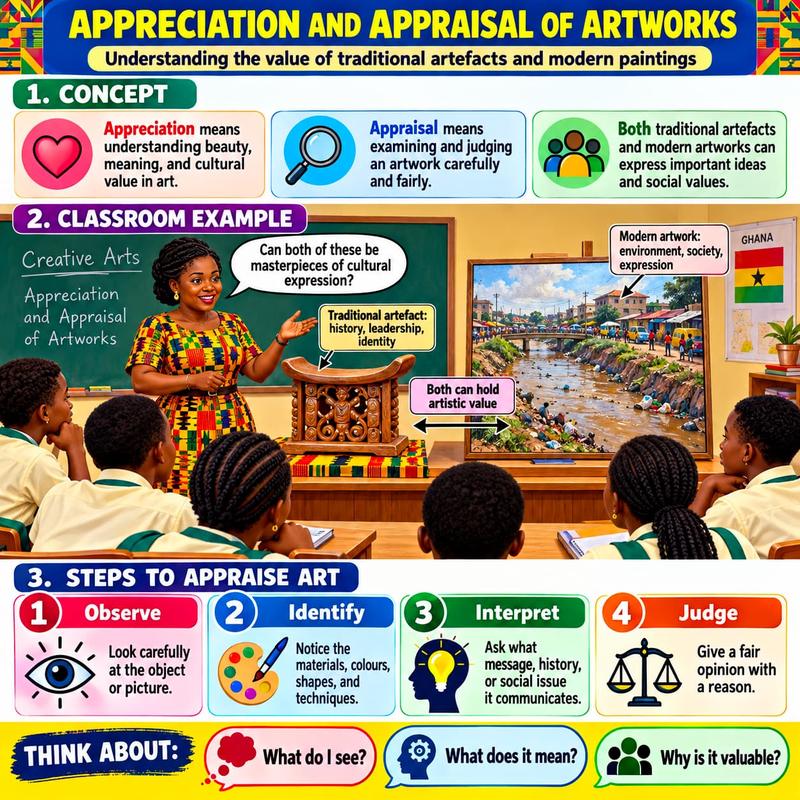 APPRECIATION AND APPRAISAL OF ARTWORKS
Understanding the value of traditional artefacts and modern paintings
1. CONCEPT
Appreciation means
understanding beauty,
meaning, and cultural
value in art.
Appraisal means
examining and judging
an artwork carefully
and fairly.
Both traditional artefacts
and modern artworks can
express important ideas
and social values.
2. CLASSROOM EXAMPLE
Creative Arts
Appreciation
and Appraisal
of Artworks
Can both of these be
masterpieces of cultural
expression?
Traditional artefact:
history, leadership,
identity
Both can hold
artistic value
Modern artwork:
environment, society,
expression
GHANA
3. STEPS TO APPRAISE ART
1 Observe
Look carefully
at the object
or picture.
2 Identify
Notice the
materials, colours,
shapes, and
techniques.
3 Interpret
Ask what
message, history,
or social issue
it communicates.
4 Judge
Give a fair
opinion with
a reason.
THINK ABOUT:
What do I see?
What does it mean?
Why is it valuable?